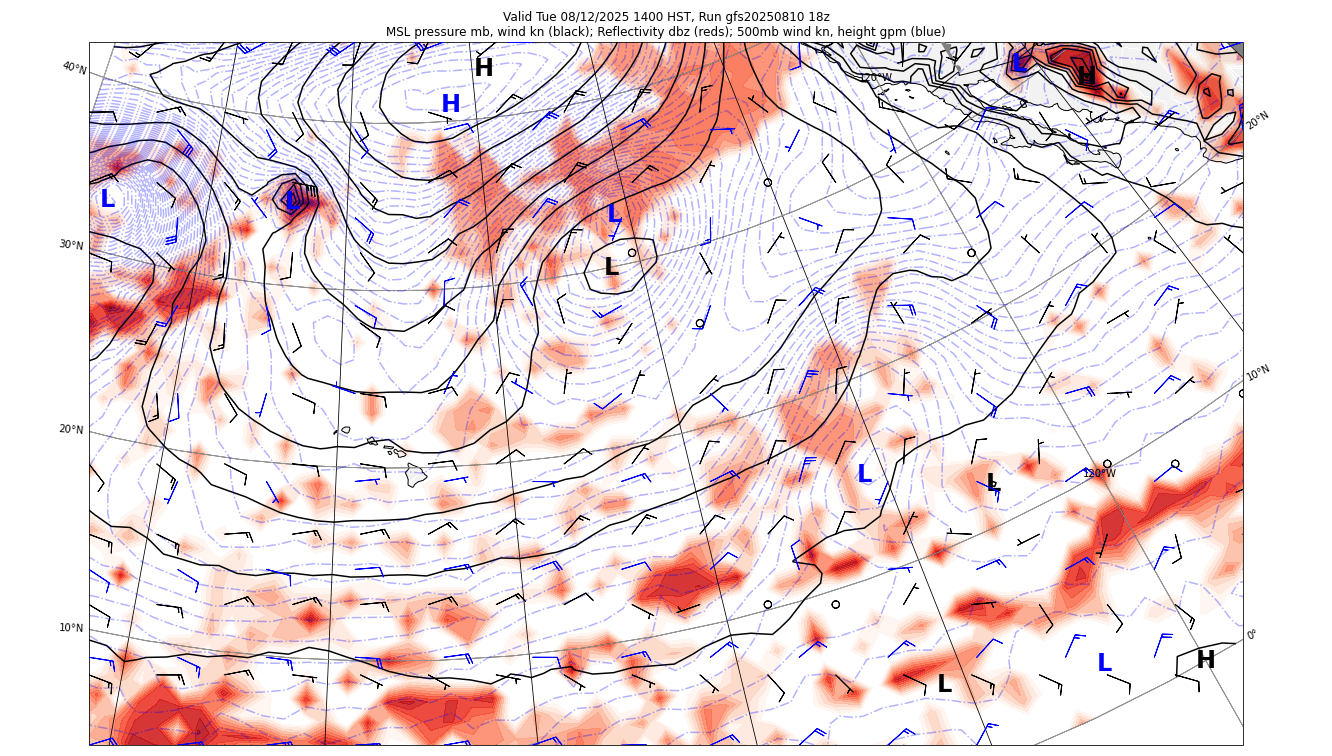 Valid Tue 08/12/2025 1400 HST, Run gfs20250810 18z
MSL pressure mb, wind kn (black); Reflectivity dbz (reds); 500mb wind kn, height gpm (blue)
40°N
H
H
120°W
L
H
20°N
L
L
L
30°N
L
10°N
20°N
L
L
120°W
10°N
0°
L
H
L